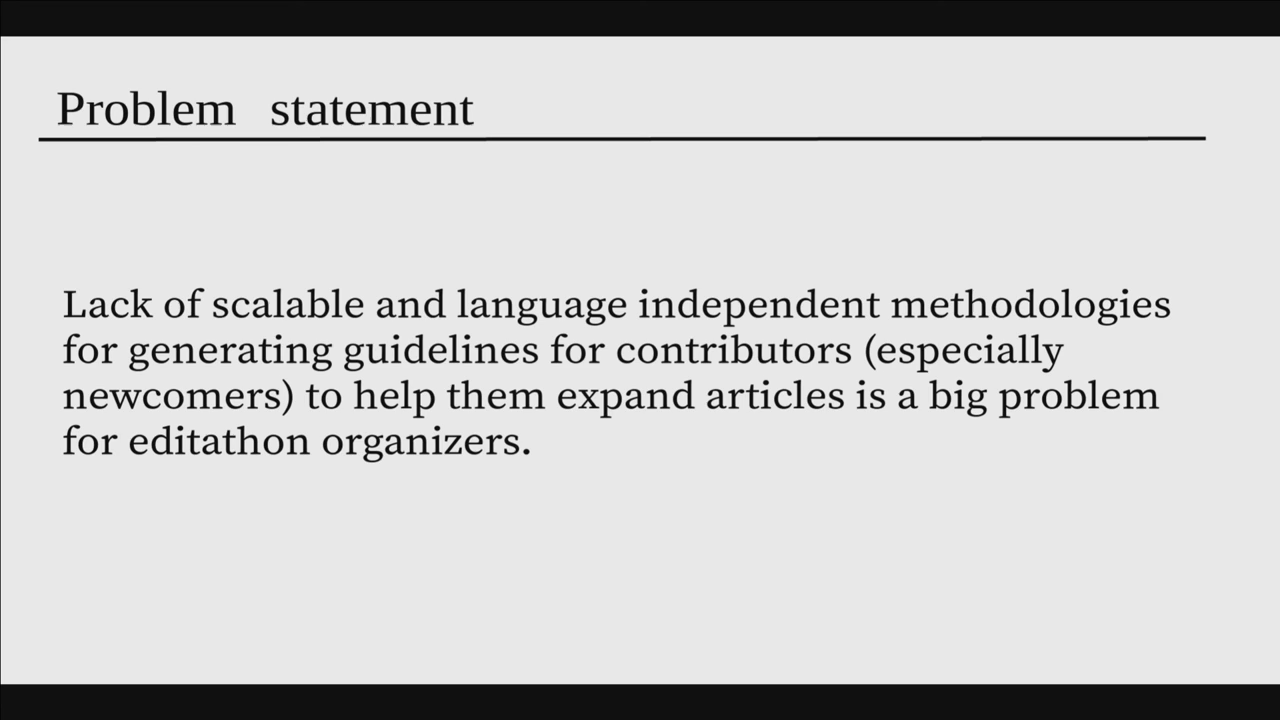 Problem statement
Lack of scalable and language independent methodologies
for generating guidelines for contributors (especially
newcomers) to help them expand articles is a big problem
for editathon organizers.